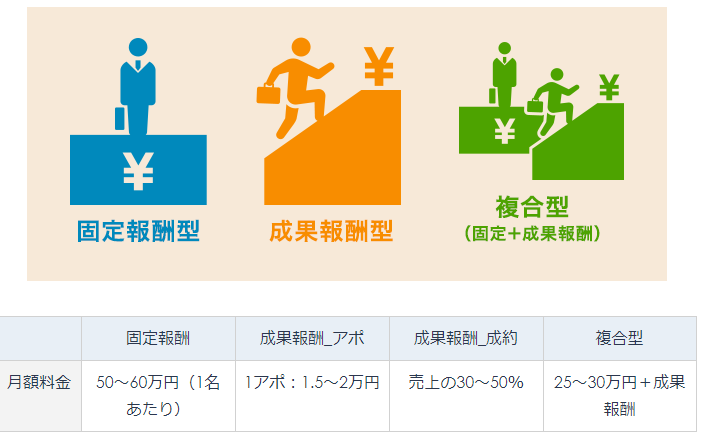 ¥
¥
¥
¥
固定報酬型
成果報酬型
複合型
（固定＋成果報酬）
固定報酬
成果報酬_アポ
成果報酬_成約
複合型
月額料金
50〜60万円（1名
あたり）
1アポ：1.5〜2万円
売上の30〜50%
25〜30万円＋成果
報酬